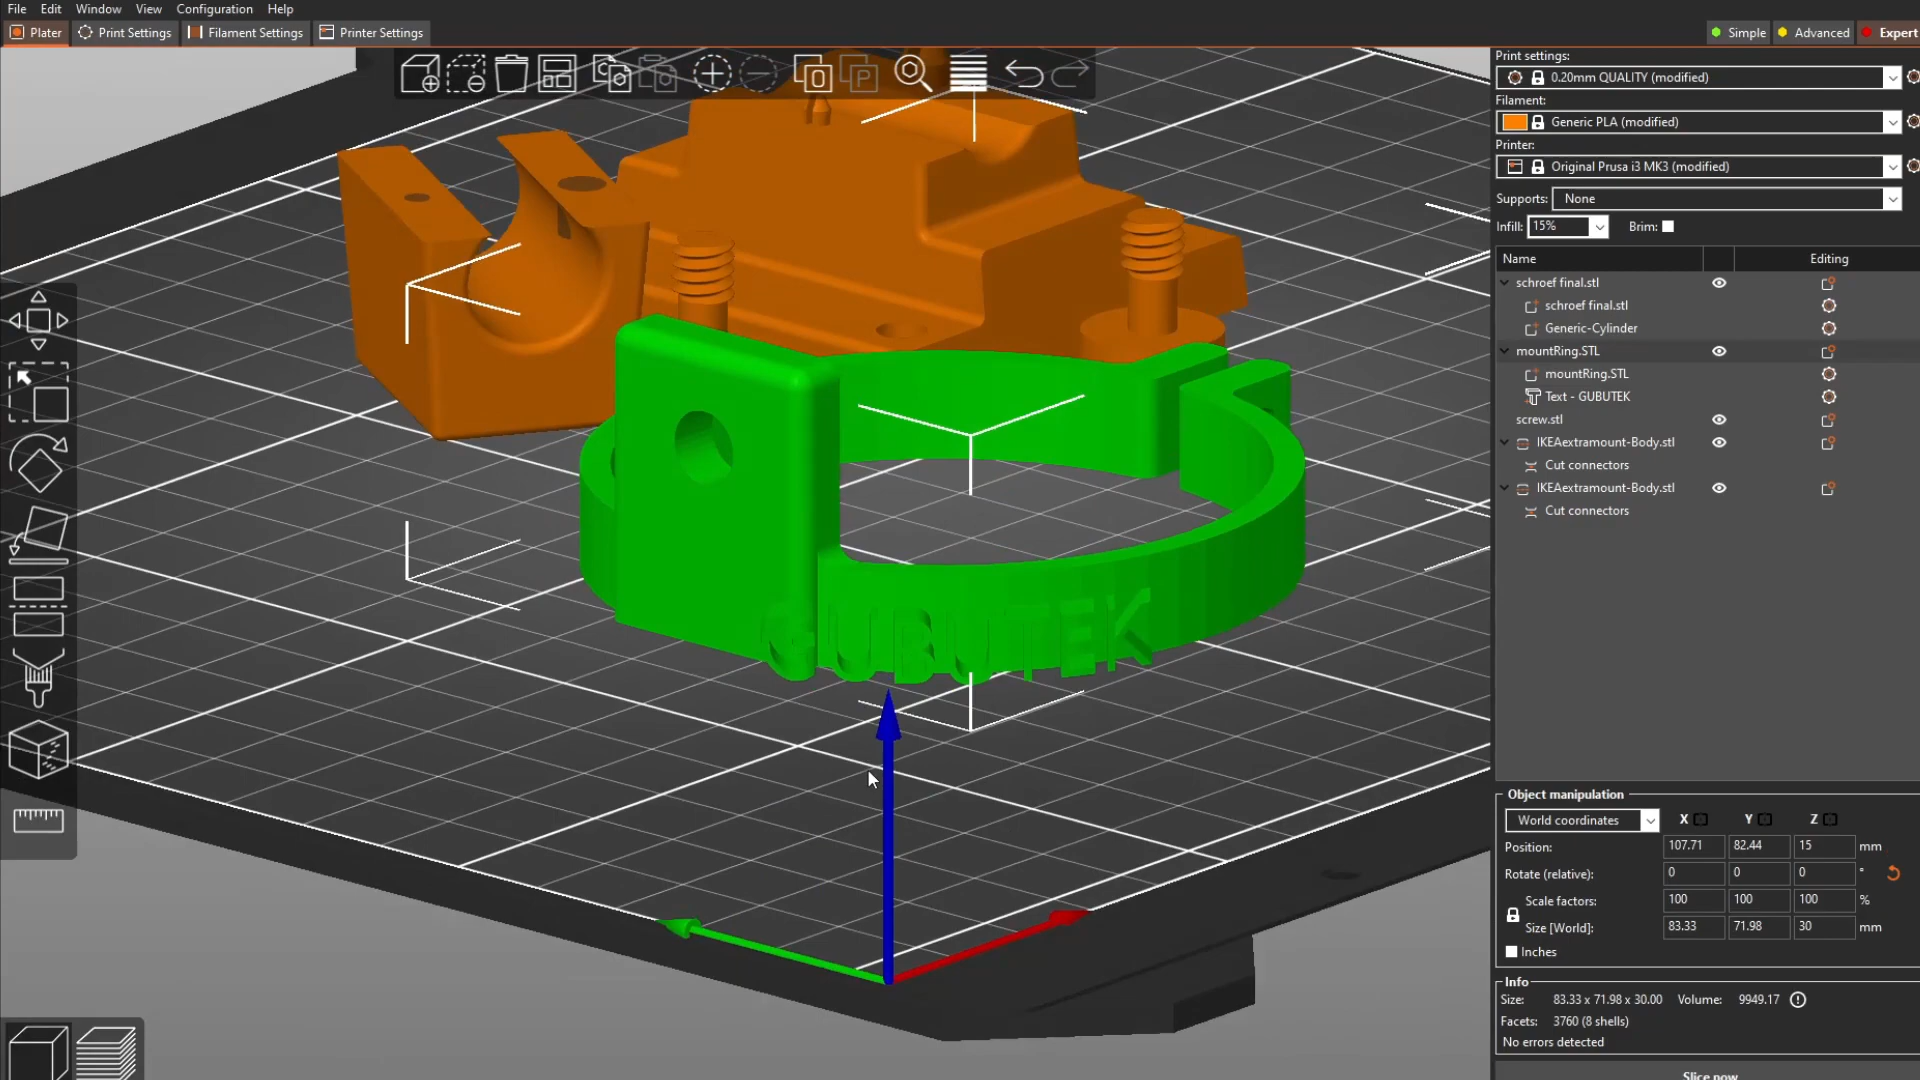 File Edit Window View Configuration Help
Plater Print Settings Filament Settings Printer Settings Simple Advanced Expert
Print settings:
0.20mm QUALITY (modified)
Filament:
Generic PLA (modified)
Printer:
Original Prusa i3 MK3 (modified)
Supports: None
Infill: 15% Brim:
Name Editing
schroef final.stl
schroef final.stl
Generic-Cylinder
mountRing.STL
mountRing.STL
Text - GUBUTEK
screw.stl
IKEAextramount-Body.stl
Cut connectors
IKEAextramount-Body.stl
Cut connectors
GUBUTEK
Object manipulation
World coordinates X Y Z
Position: 107.71 82.44 15 mm
Rotate (relative): 0 0 0 °
Scale factors: 100 100 100 %
Size [World]: 83.33 71.98 30 mm
Inches
Info
Size: 83.33 x 71.98 x 30.00 Volume: 9949.17
Facets: 3760 (8 shells)
No errors detected
Slice now